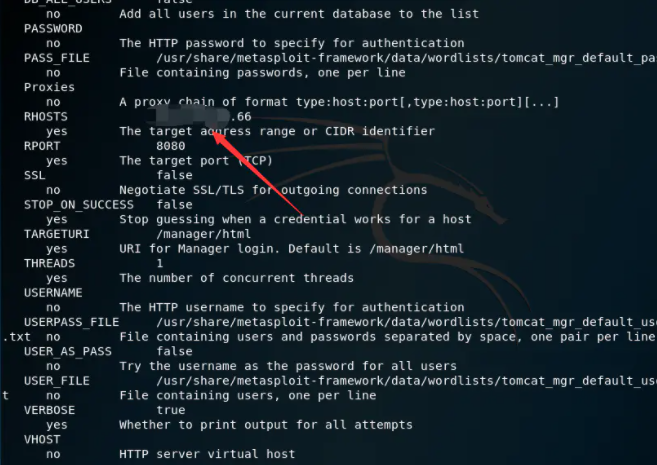 DB_ALL_USERS false
no Add all users in the current database to the list
PASSWORD
no The HTTP password to specify for authentication
PASS_FILE /usr/share/metasploit-framework/data/wordlists/tomcat_mgr_default_pa
no File containing passwords, one per line
Proxies
no A proxy chain of format type:host:port[,type:host:port][...]
RHOSTS .66
yes The target address range or CIDR identifier
RPORT 8080
yes The target port (TCP)
SSL false
no Negotiate SSL/TLS for outgoing connections
STOP_ON_SUCCESS false
yes Stop guessing when a credential works for a host
TARGETURI /manager/html
yes URI for Manager login. Default is /manager/html
THREADS 1
yes The number of concurrent threads
USERNAME
no The HTTP username to specify for authentication
USERPASS_FILE /usr/share/metasploit-framework/data/wordlists/tomcat_mgr_default_use
.txt no File containing users and passwords separated by space, one pair per line
USER_AS_PASS false
no Try the username as the password for all users
USER_FILE /usr/share/metasploit-framework/data/wordlists/tomcat_mgr_default_use
t no File containing users, one per line
VERBOSE true
yes Whether to print output for all attempts
VHOST
no HTTP server virtual host